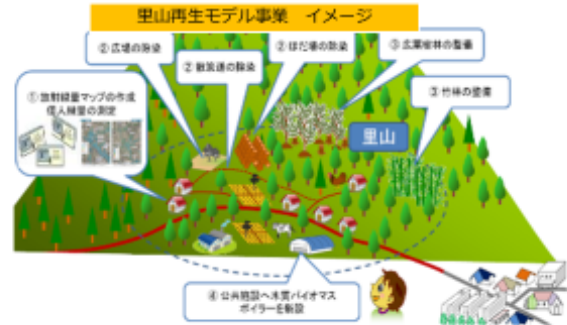 里山再生モデル事業 イメージ
② 広場の除染
② ほだ場の除染
③ 広葉樹林の整備
② 散策道の除染
③ 竹林の整備
① 放射線量マップの作成
個人線量の測定
里山
④ 公共施設へ木質バイオマス
ボイラーを新設